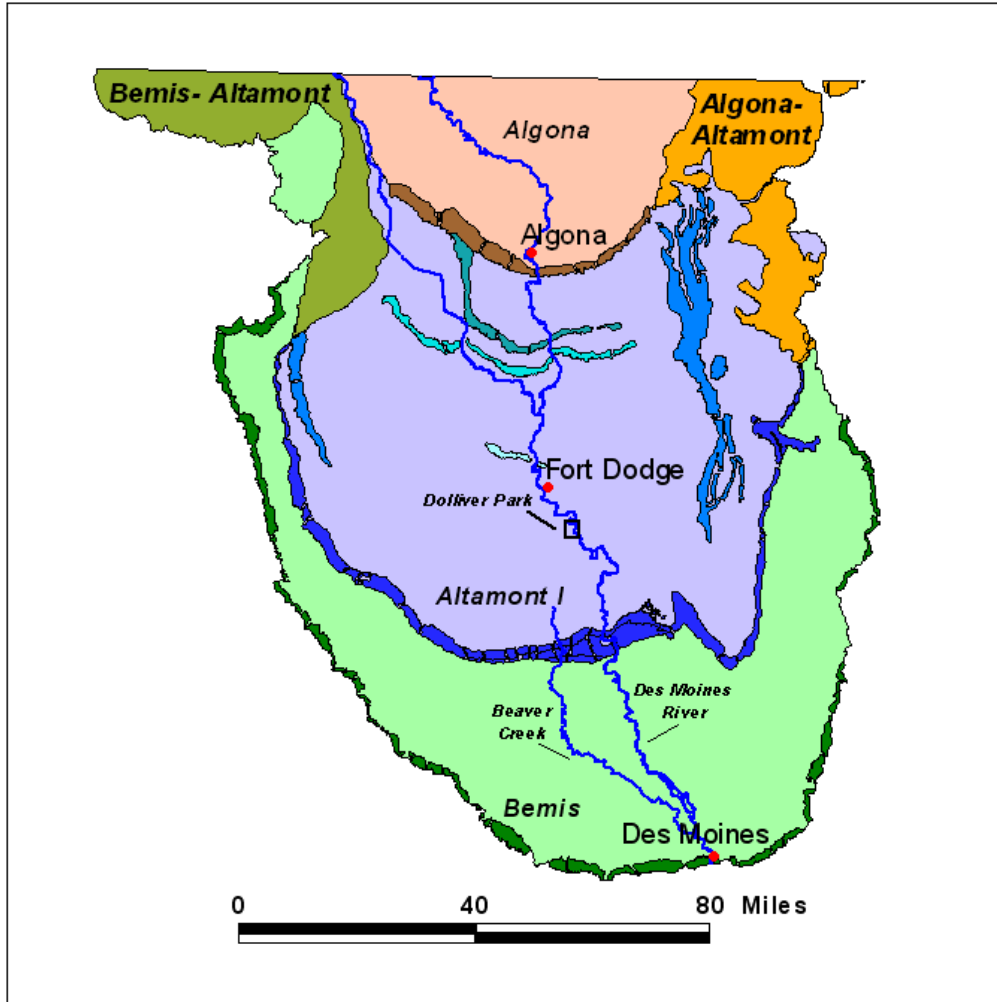 Bemis- Altamont
Algona-
Altamont
Algona
Algona
Fort Dodge
Dolliver Park
Altamont I
Des Moines
River
Beaver
Creek
Bemis
Des Moines
0 40 80 Miles